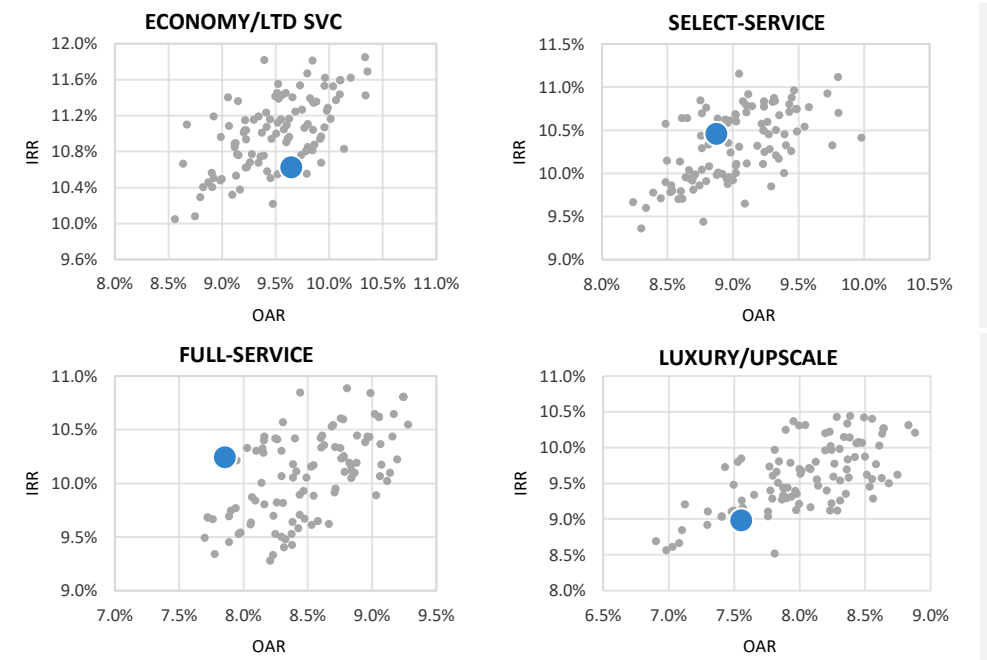 ECONOMY/LTD SVC
12.0%
11.6%
11.2%
10.8%
10.4%
10.0%
9.6%
IRR
8.0% 8.5% 9.0% 9.5% 10.0% 10.5% 11.0%
OAR
SELECT-SERVICE
11.5%
11.0%
10.5%
10.0%
9.5%
9.0%
IRR
8.0% 8.5% 9.0% 9.5% 10.0% 10.5%
OAR
FULL-SERVICE
11.0%
10.5%
10.0%
9.5%
9.0%
IRR
7.0% 7.5% 8.0% 8.5% 9.0% 9.5%
OAR
LUXURY/UPSCALE
11.0%
10.5%
10.0%
9.5%
9.0%
8.5%
8.0%
IRR
6.5% 7.0% 7.5% 8.0% 8.5% 9.0%
OAR